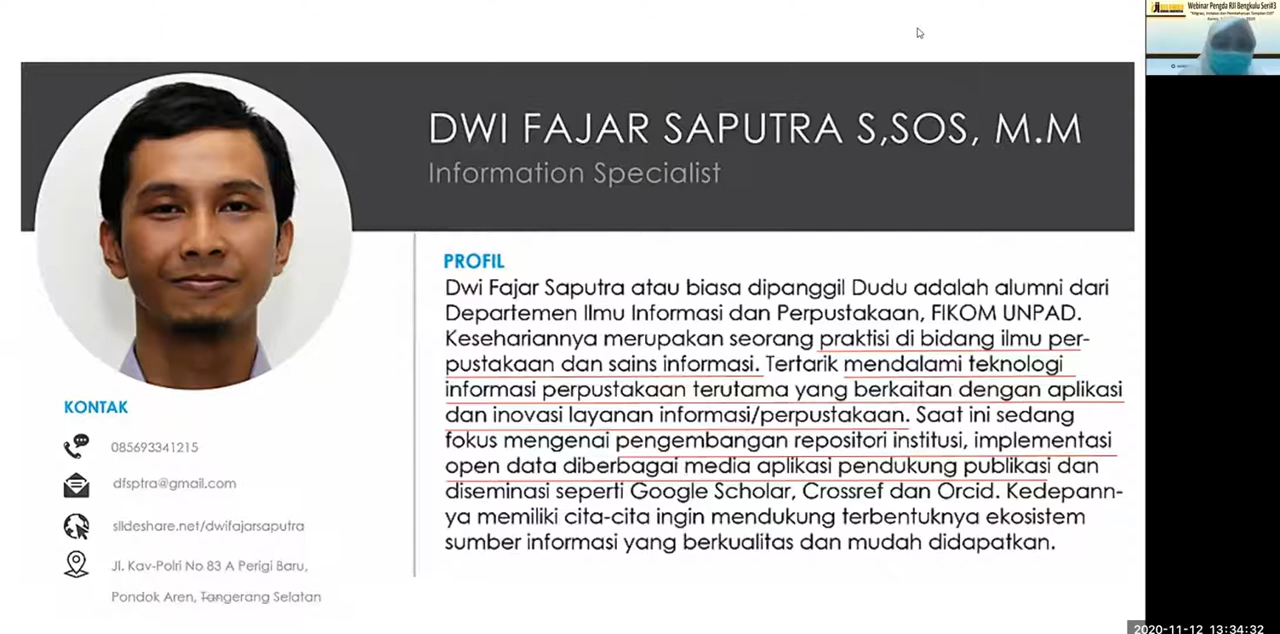 Webinar Pengda RJI Bengkulu Seri#3
DWI FAJAR SAPUTRA S,SOS, M.M
Information Specialist
PROFIL
Dwi Fajar Saputra atau biasa dipanggil Dudu adalah alumni dari
Departemen Ilmu Informasi dan Perpustakaan, FIKOM UNPAD.
Kesehariannya merupakan seorang praktisi di bidang ilmu per-
pustakaan dan sains informasi. Tertarik mendalami teknologi
informasi perpustakaan terutama yang berkaitan dengan aplikasi
dan inovasi layanan informasi/perpustakaan. Saat ini sedang
fokus mengenai pengembangan repositori institusi, implementasi
open data diberbagai media aplikasi pendukung publikasi dan
diseminasi seperti Google Scholar, Crossref dan Orcid. Kedepann-
ya memiliki cita-cita ingin mendukung terbentuknya ekosistem
sumber informasi yang berkualitas dan mudah didapatkan.
KONTAK
085693341215
dfsptra@gmail.com
slideshare.net/dwifajarsaputra
Jl. Kav-Polri No 83 A Perigi Baru,
Pondok Aren, Tangerang Selatan
2020-11-12 13:34:32